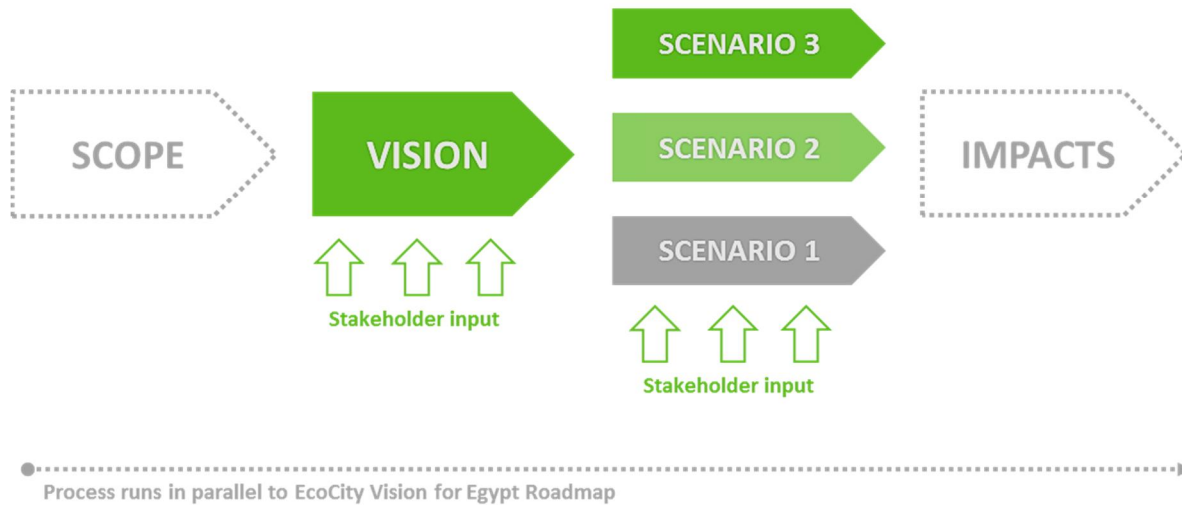 SCOPE
VISION
Stakeholder input
SCENARIO 3
SCENARIO 2
SCENARIO 1
Stakeholder input
IMPACTS
Process runs in parallel to EcoCity Vision for Egypt Roadmap